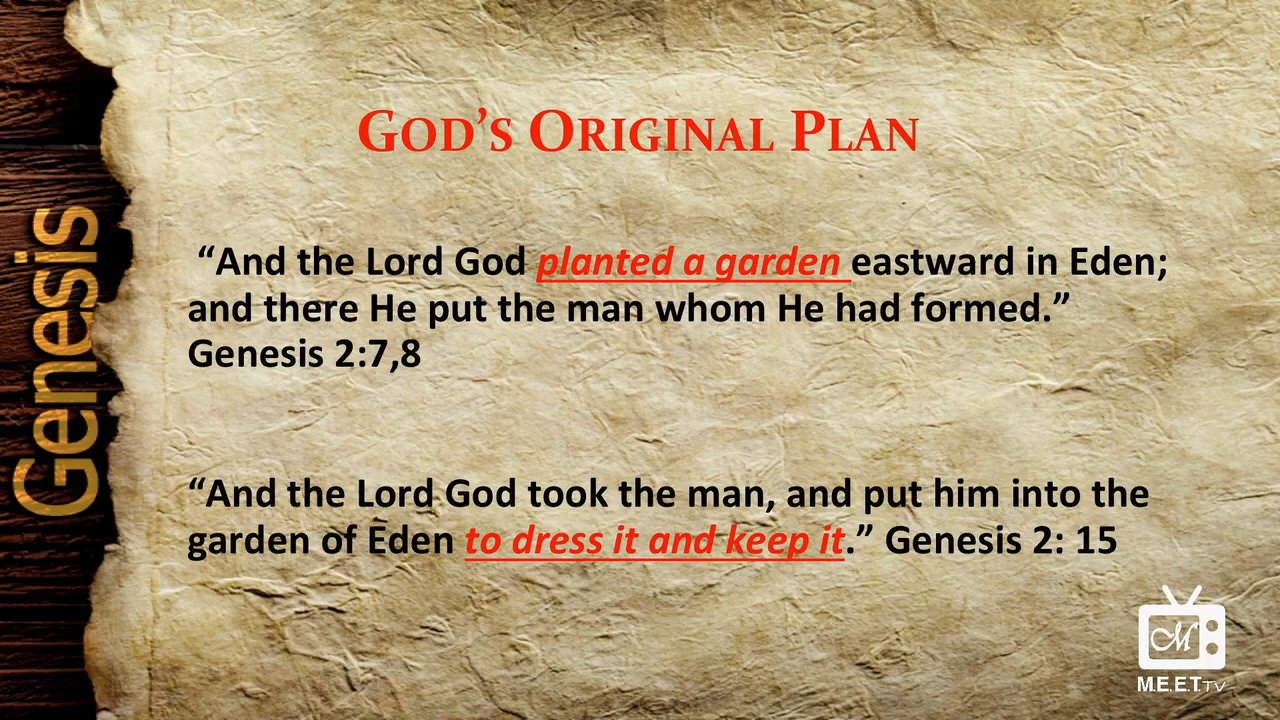 GOD'S ORIGINAL PLAN
“And the Lord God planted a garden eastward in Eden;
and there He put the man whom He had formed.”
Genesis 2:7,8
“And the Lord God took the man, and put him into the
garden of Eden to dress it and keep it.” Genesis 2: 15
Genesis
M
M.E.E.T.TV